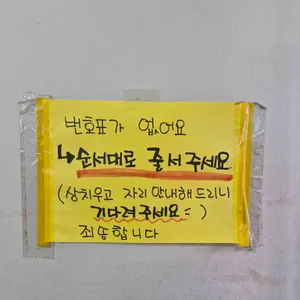 번호표가 없어요
↳순서대로 줄서주세요
(상치우고 자리안내해드리니
기다려주세요=)
죄송합니다